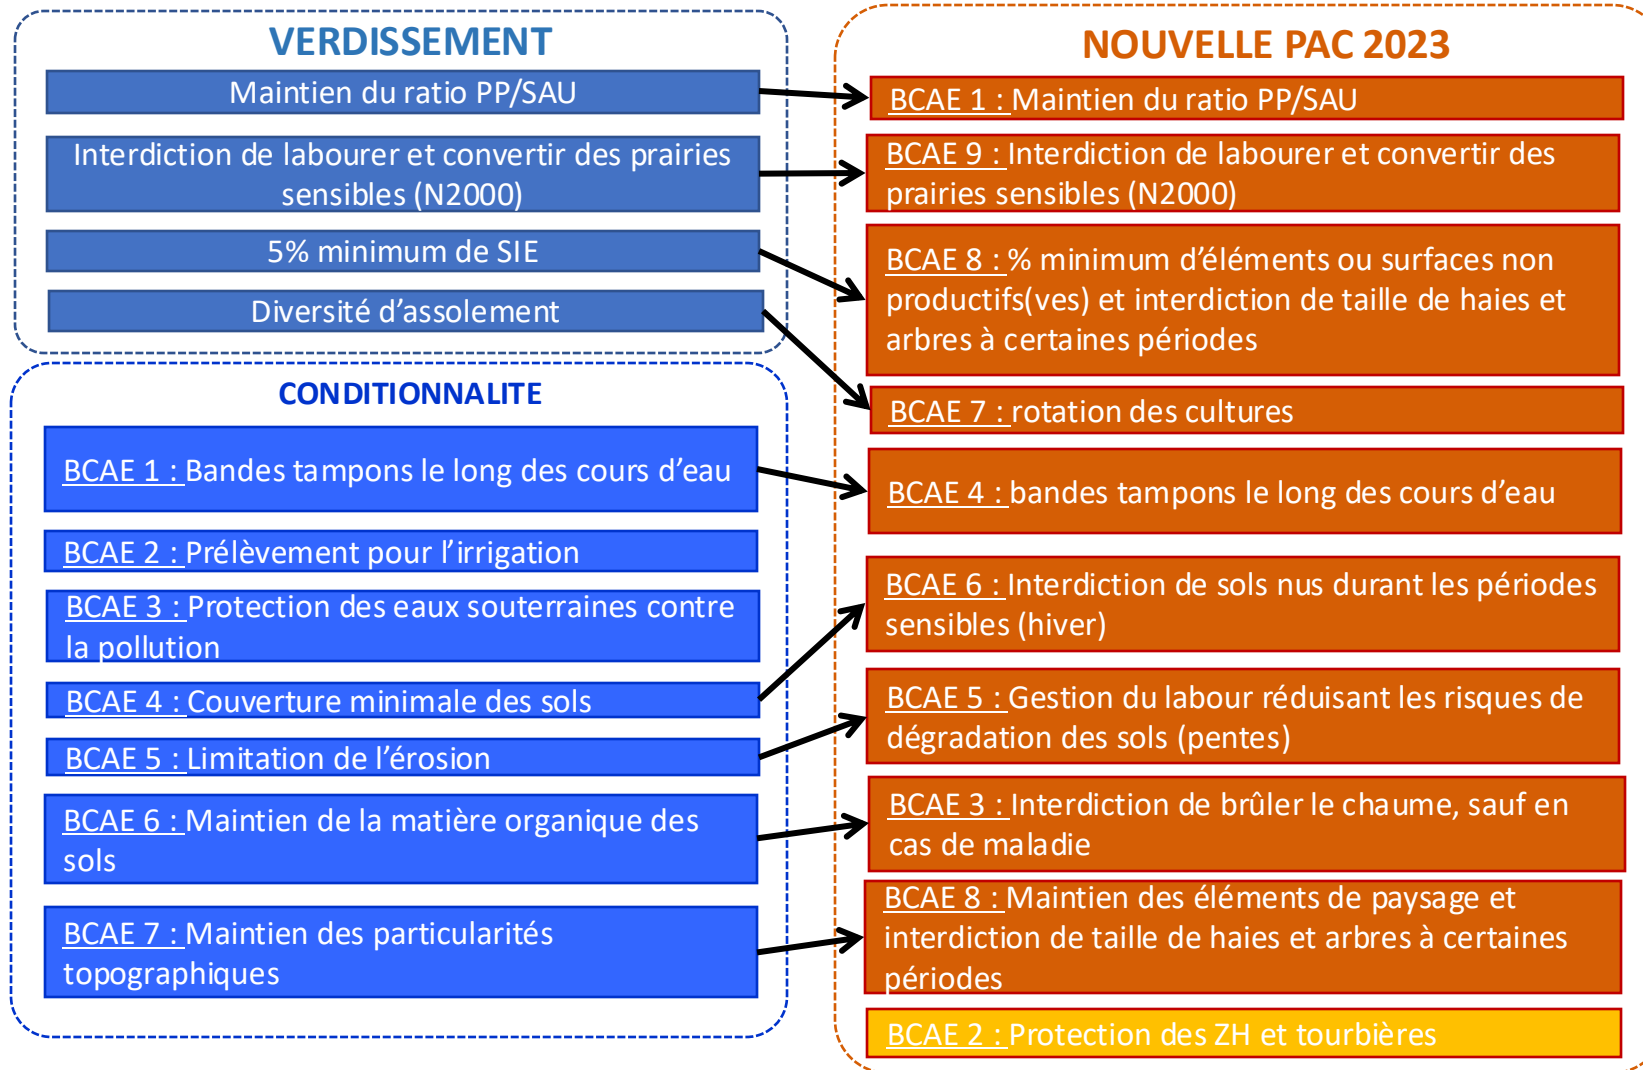 VERDISSEMENT
Maintien du ratio PP/SAU
Interdiction de labourer et convertir des prairies
sensibles (N2000)
5% minimum de SIE
Diversité d'assolement
CONDITIONNALITE
BCAE 1 : Bandes tampons le long des cours d'eau
BCAE 2 : Prélèvement pour l'irrigation
BCAE 3 : Protection des eaux souterraines contre
la pollution
BCAE 4 : Couverture minimale des sols
BCAE 5 : Limitation de l'érosion
BCAE 6 : Maintien de la matière organique des
sols
BCAE 7 : Maintien des particularités
topographiques
NOUVELLE PAC 2023
BCAE 1 : Maintien du ratio PP/SAU
BCAE 9 : Interdiction de labourer et convertir des
prairies sensibles (N2000)
BCAE 8 : % minimum d'éléments ou surfaces non
productifs(ves) et interdiction de taille de haies et
arbres à certaines périodes
BCAE 7 : rotation des cultures
BCAE 4 : bandes tampons le long des cours d'eau
BCAE 6 : Interdiction de sols nus durant les périodes
sensibles (hiver)
BCAE 5 : Gestion du labour réduisant les risques de
dégradation des sols (pentes)
BCAE 3 : Interdiction de brûler le chaume, sauf en
cas de maladie
BCAE 8 : Maintien des éléments de paysage et
interdiction de taille de haies et arbres à certaines
périodes
BCAE 2 : Protection des ZH et tourbières